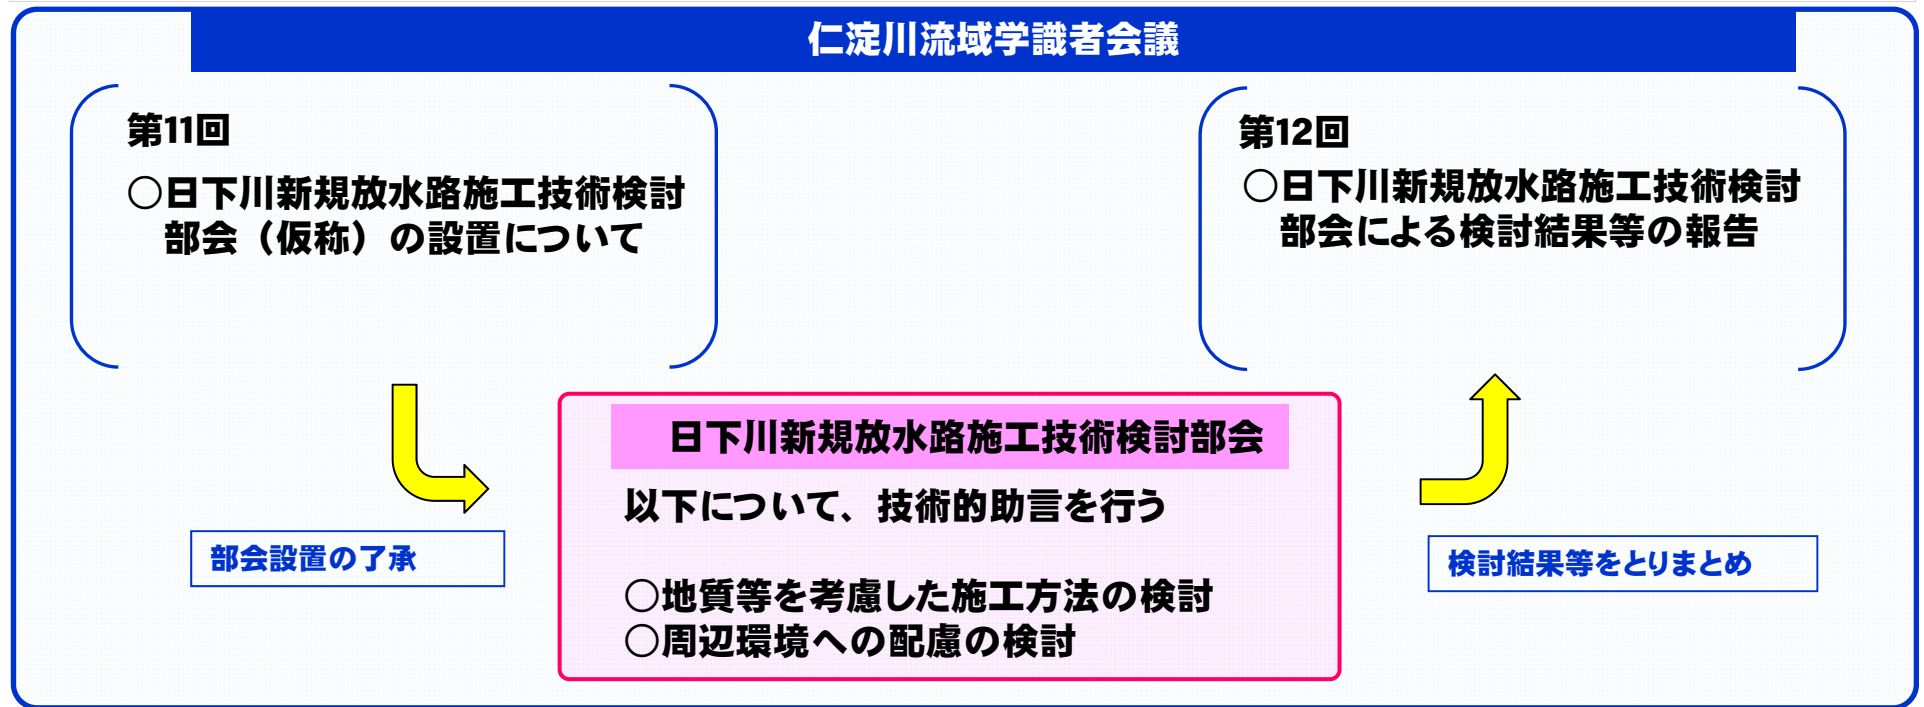 仁淀川流域学識者会議
第11回
○日下川新規放水路施工技術検討
部会（仮称）の設置について
部会設置の了承
日下川新規放水路施工技術検討部会
以下について、技術的助言を行う
○地質等を考慮した施工方法の検討
○周辺環境への配慮の検討
第12回
○日下川新規放水路施工技術検討
部会による検討結果等の報告
検討結果等をとりまとめ